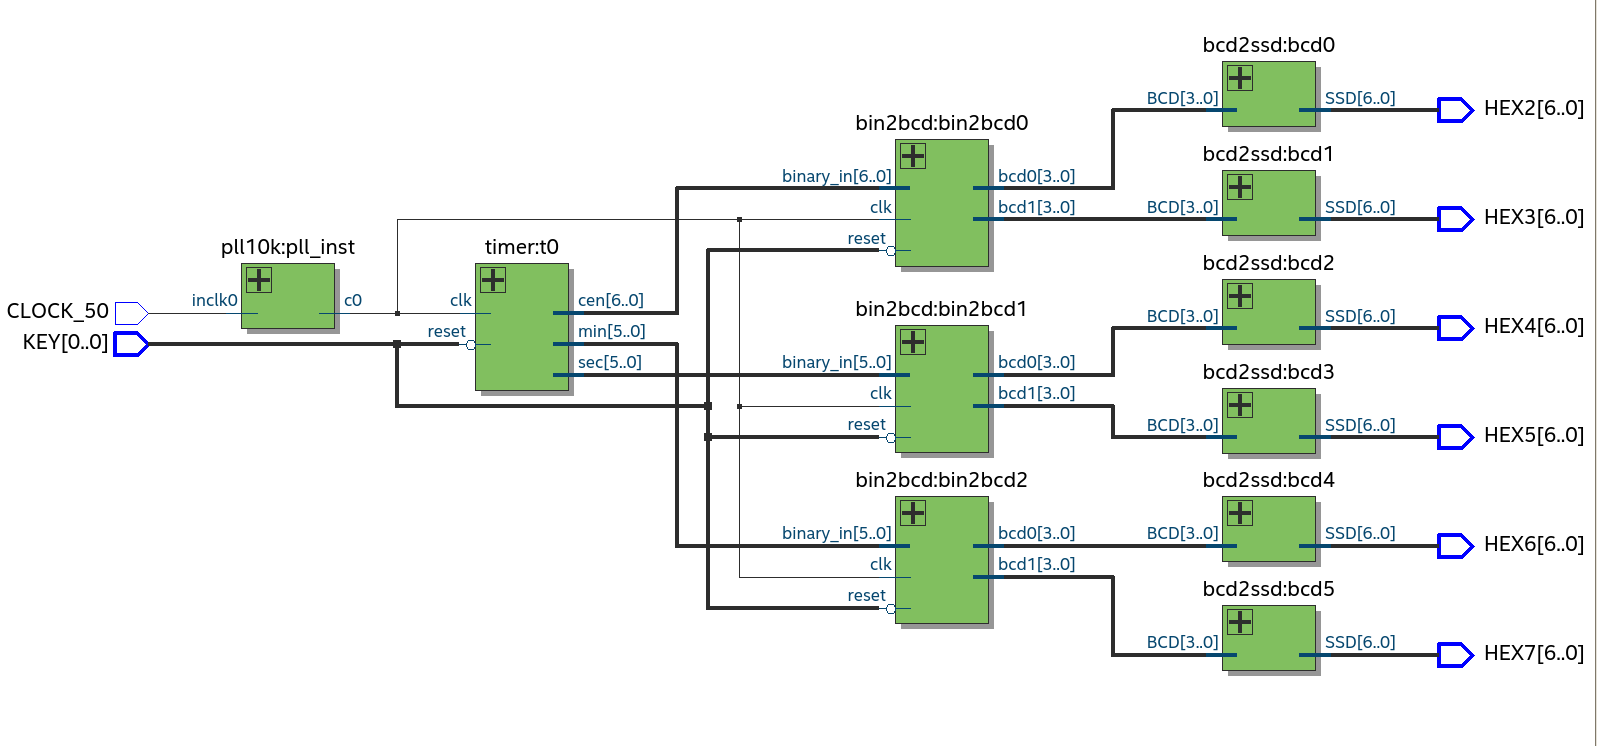 CLOCK_50
KEY[0..0]
pll10k:pll_inst
inclk0
c0
timer:t0
clk
reset
cen[6..0]
min[5..0]
sec[5..0]
bin2bcd:bin2bcd0
binary_in[6..0]
clk
reset
bcd0[3..0]
bcd1[3..0]
bin2bcd:bin2bcd1
binary_in[5..0]
clk
reset
bcd0[3..0]
bcd1[3..0]
bin2bcd:bin2bcd2
binary_in[5..0]
clk
reset
bcd0[3..0]
bcd1[3..0]
bcd2ssd:bcd0
BCD[3..0]
SSD[6..0]
HEX2[6..0]
bcd2ssd:bcd1
BCD[3..0]
SSD[6..0]
HEX3[6..0]
bcd2ssd:bcd2
BCD[3..0]
SSD[6..0]
HEX4[6..0]
bcd2ssd:bcd3
BCD[3..0]
SSD[6..0]
HEX5[6..0]
bcd2ssd:bcd4
BCD[3..0]
SSD[6..0]
HEX6[6..0]
bcd2ssd:bcd5
BCD[3..0]
SSD[6..0]
HEX7[6..0]